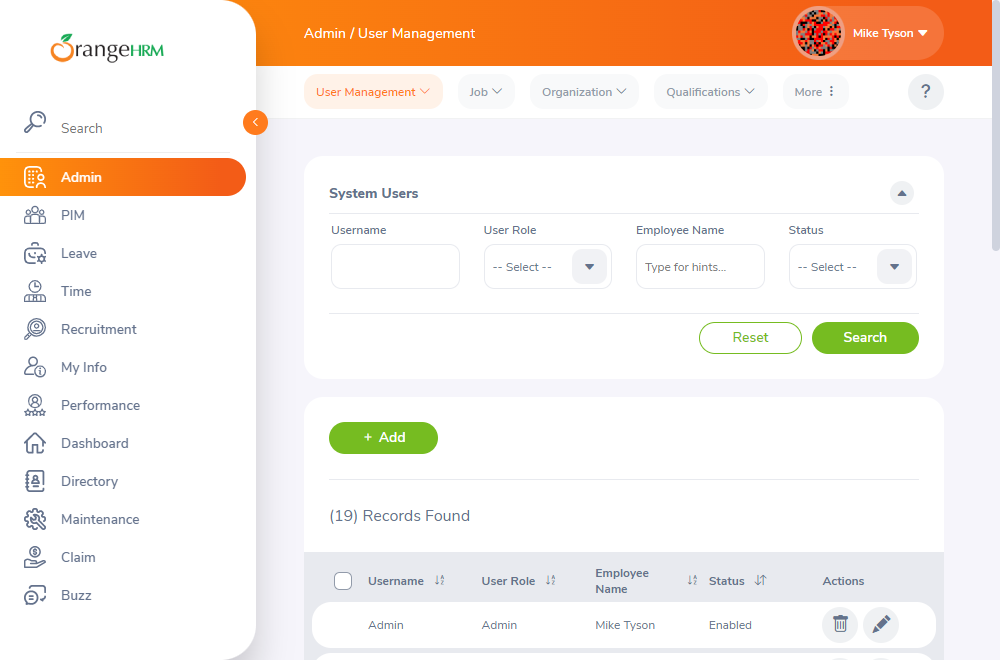 OrangeHRM
Admin / User Management
Mike Tyson
User Management
Job
Organization
Qualifications
More
?
Search
Admin
PIM
Leave
Time
Recruitment
My Info
Performance
Dashboard
Directory
Maintenance
Claim
Buzz
System Users
Username
User Role
Employee Name
Status
-- Select --
Type for hints...
-- Select --
Reset
Search
+ Add
(19) Records Found
Username
User Role
Employee
Name
Status
Actions
Admin
Admin
Mike Tyson
Enabled